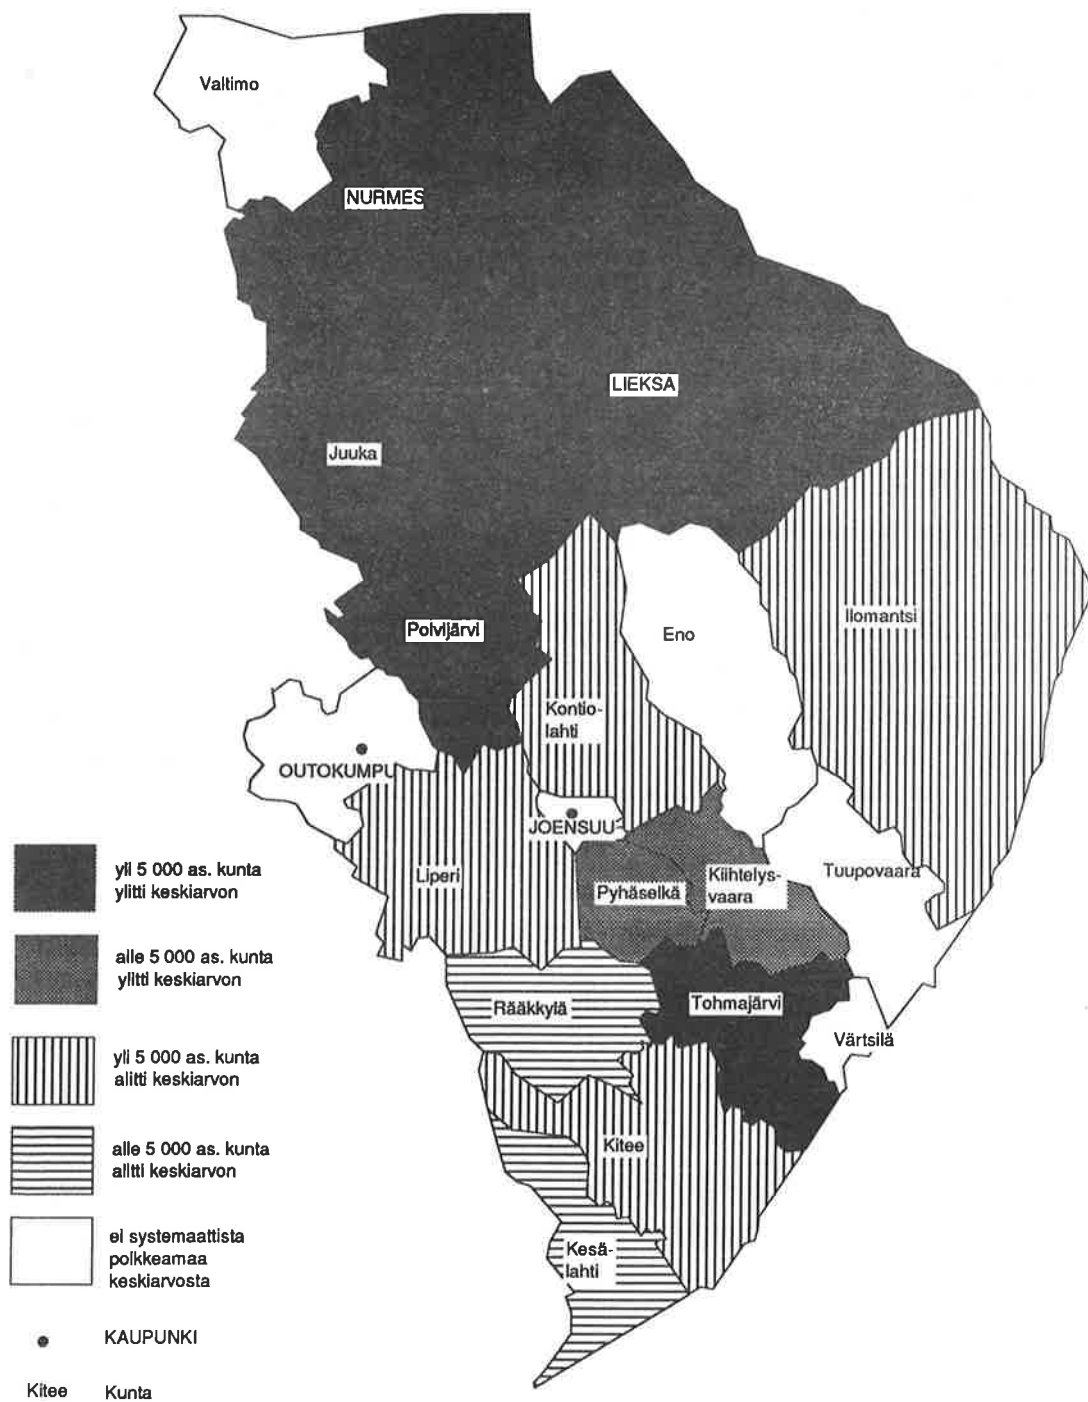 Valtimo
NURMES
LIEKSA
Juuka
Polvijärvi
Eno
Ilomantsi
Kontio-
lahti
OUTOKUMPU
JOENSUU
Liperi
Pyhäselkä
Kiihtelys-
vaara
Tuupovaara
Rääkkylä
Tohmajärvi
Värtsilä
Kitee
Kesä-
lahti
yli 5 000 as. kunta
ylitti keskiarvon
alle 5 000 as. kunta
ylitti keskiarvon
yli 5 000 as. kunta
alitti keskiarvon
alle 5 000 as. kunta
alitti keskiarvon
ei systemaattista
poikkeamaa
keskiarvosta
KAUPUNKI
Kitee Kunta